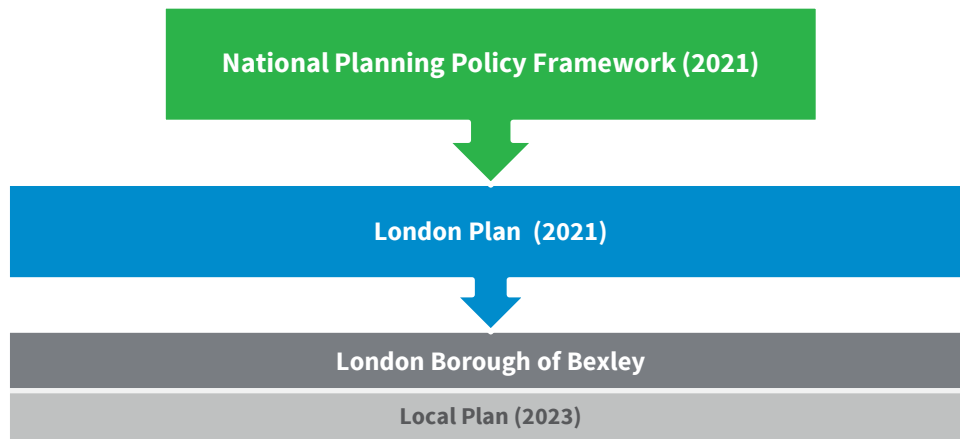 National Planning Policy Framework (2021)
London Plan (2021)
London Borough of Bexley
Local Plan (2023)